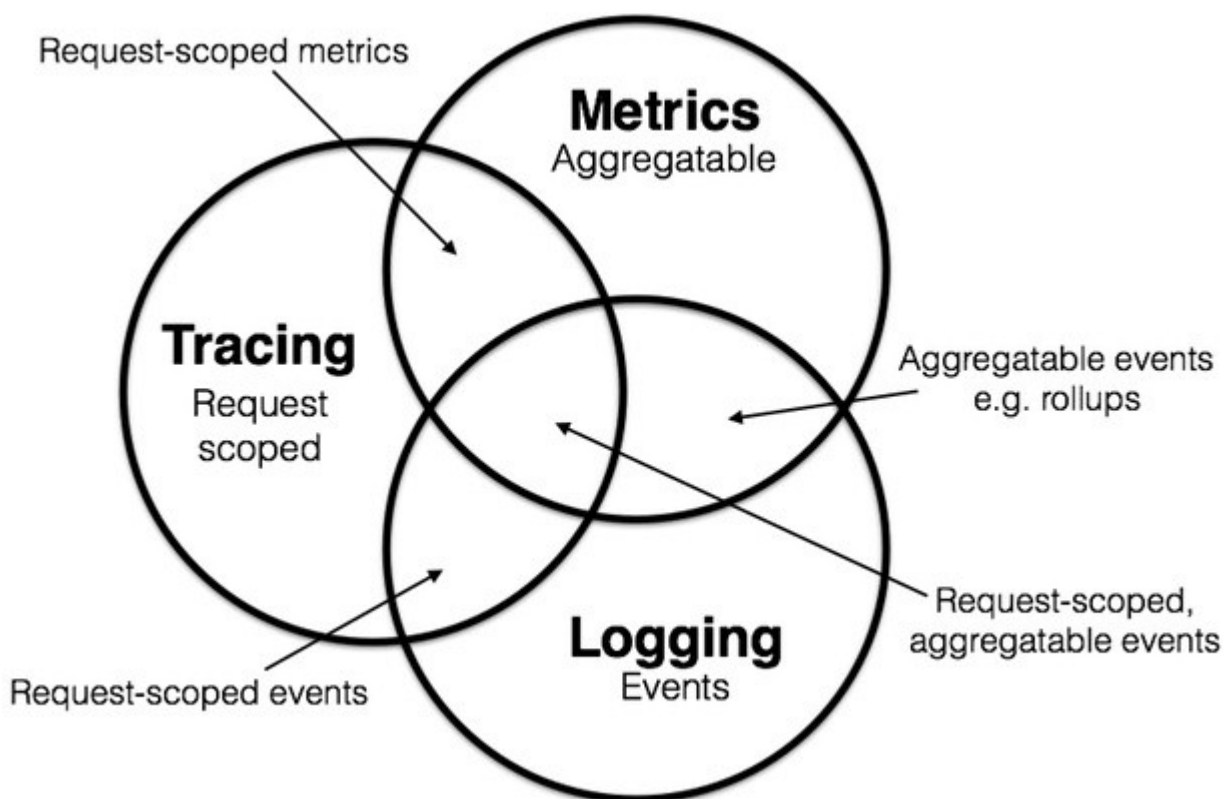 Request-scoped metrics
Metrics
Aggregatable
Tracing
Request
scoped
Aggregatable events
e.g. rollups
Request-scoped,
aggregatable events
Logging
Events
Request-scoped events